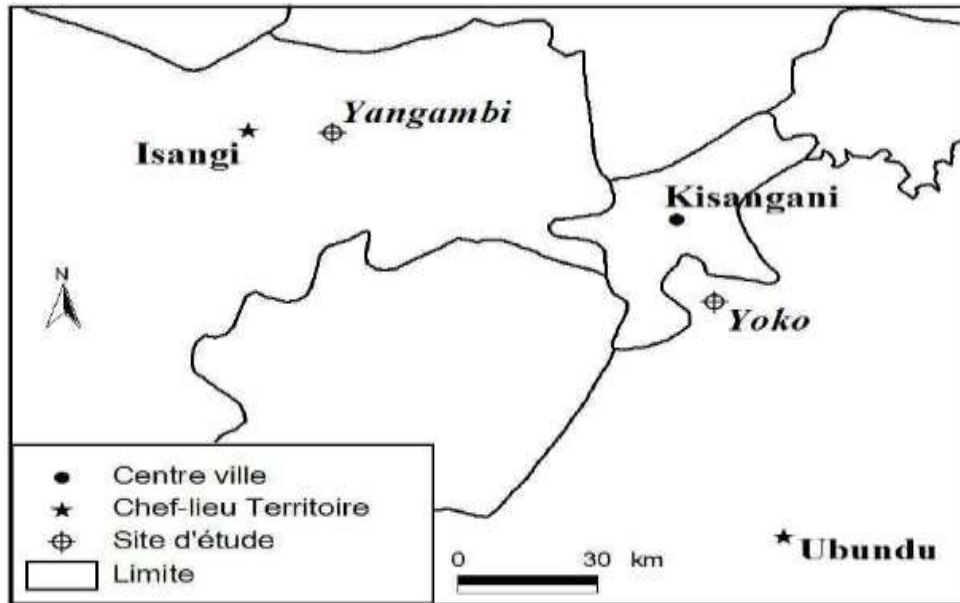 Yangambi
Isangi
Kisangani
N
Yoko
Centre ville
Chef-lieu Territoire
Site d'étude
Limite
0 30 km
Ubundu